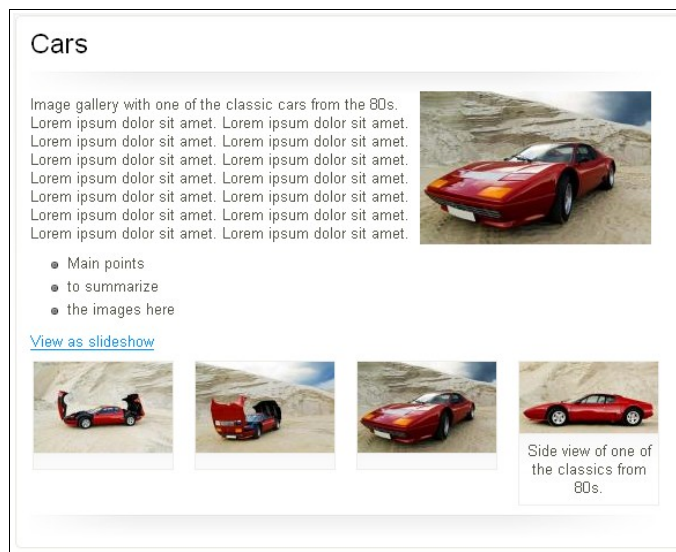 Cars
Image gallery with one of the classic cars from the 80s.
Lorem ipsum dolor sit amet. Lorem ipsum dolor sit amet.
Lorem ipsum dolor sit amet. Lorem ipsum dolor sit amet.
Lorem ipsum dolor sit amet. Lorem ipsum dolor sit amet.
Lorem ipsum dolor sit amet. Lorem ipsum dolor sit amet.
Lorem ipsum dolor sit amet. Lorem ipsum dolor sit amet.
Lorem ipsum dolor sit amet. Lorem ipsum dolor sit amet.
Lorem ipsum dolor sit amet. Lorem ipsum dolor sit amet.
Main points
to summarize
the images here
View as slideshow
Side view of one of
the classics from
80s.